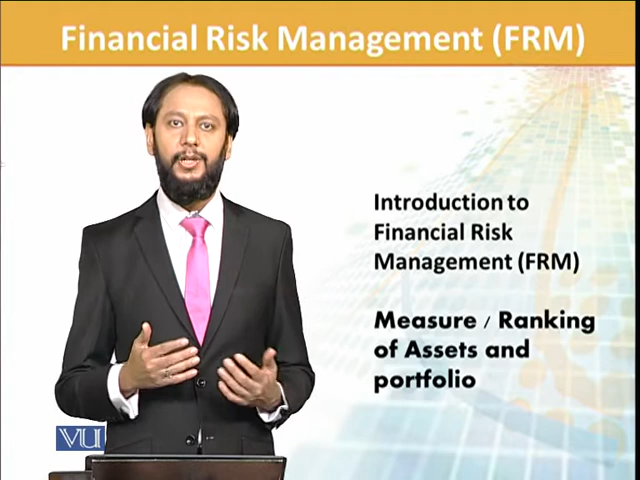 Financial Risk Management (FRM)
Introduction to
Financial Risk
Management (FRM)
Measure / Ranking
of Assets and
portfolio
VU